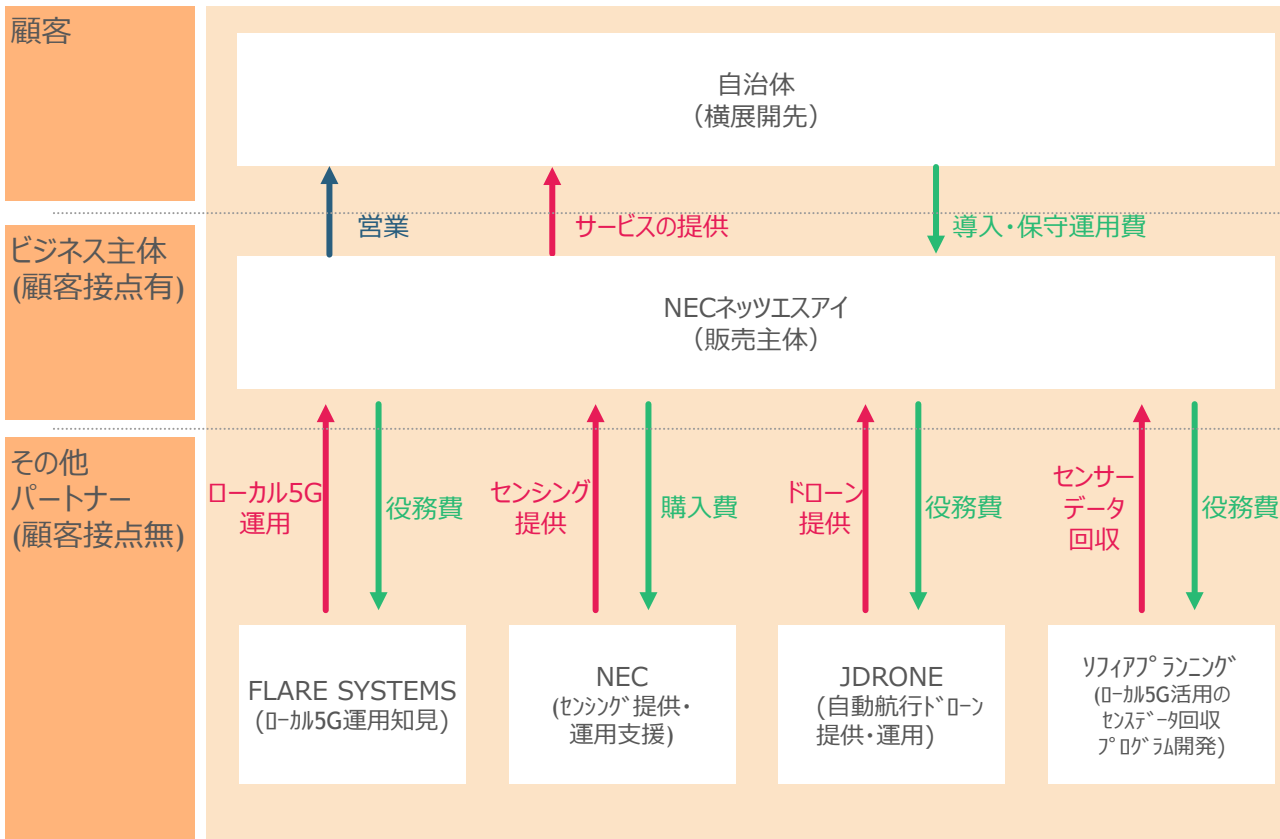 顧客
自治体
（横展開先）
営業
サービスの提供
導入・保守運用費
ビジネス主体
(顧客接点有)
NECネッツエスアイ
（販売主体）
その他
パートナー
(顧客接点無)
ローカル5G
運用
役務費
センシング
提供
購入費
ドローン
提供
役務費
センサー
データ
回収
役務費
FLARE SYSTEMS
(ﾛｰｶﾙ5G運用知見)
NEC
(ｾﾝｼﾝｸﾞ提供・
運用支援)
JDRONE
(自動航行ﾄﾞﾛｰﾝ
提供・運用)
ｿﾌｨｱﾌﾟﾗﾝﾆﾝｸﾞ
(ﾛｰｶﾙ5G活用の
ｾﾝｽﾃﾞｰﾀ回収
ﾌﾟﾛｸﾞﾗﾑ開発)